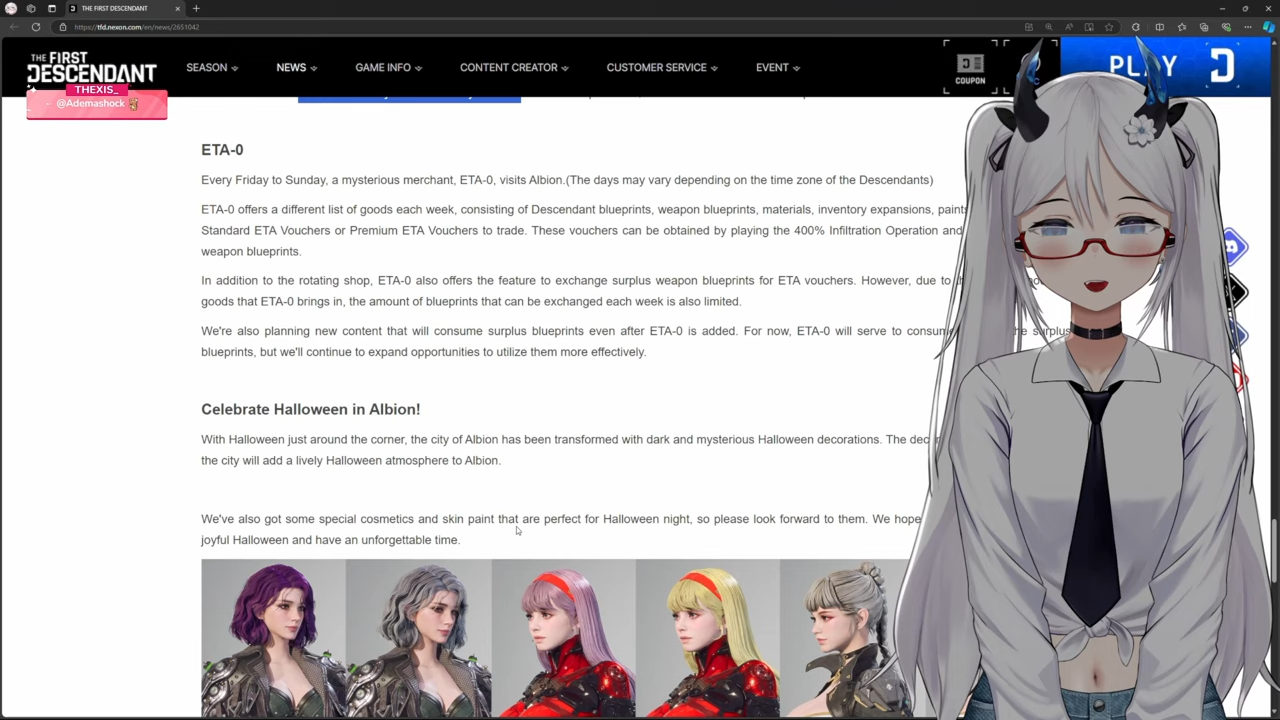 THE FIRST DESCENDANT
https://tfd.nexon.com/en/news/2651042
THE FIRST
DESCENDANT
SEASON
NEWS
GAME INFO
CONTENT CREATOR
CUSTOMER SERVICE
EVENT
COUPON
PLAY
THEXIS_
@Ademashock
ETA-0
Every Friday to Sunday, a mysterious merchant, ETA-0, visits Albion.(The days may vary depending on the time zone of the Descendants)
ETA-0 offers a different list of goods each week, consisting of Descendant blueprints, weapon blueprints, materials, inventory expansions,
Standard ETA Vouchers or Premium ETA Vouchers to trade. These vouchers can be obtained by playing the 400% Infiltration Operation and
weapon blueprints.
In addition to the rotating shop, ETA-0 also offers the feature to exchange surplus weapon blueprints for ETA vouchers. However, due to
goods that ETA-0 brings in, the amount of blueprints that can be exchanged each week is also limited.
We're also planning new content that will consume surplus blueprints even after ETA-0 is added. For now, ETA-0 will serve to consume the surplus
blueprints, but we'll continue to expand opportunities to utilize them more effectively.
Celebrate Halloween in Albion!
With Halloween just around the corner, the city of Albion has been transformed with dark and mysterious Halloween decorations. The
the city will add a lively Halloween atmosphere to Albion.
We've also got some special cosmetics and skin paint that are perfect for Halloween night, so please look forward to them. We hope
joyful Halloween and have an unforgettable time.